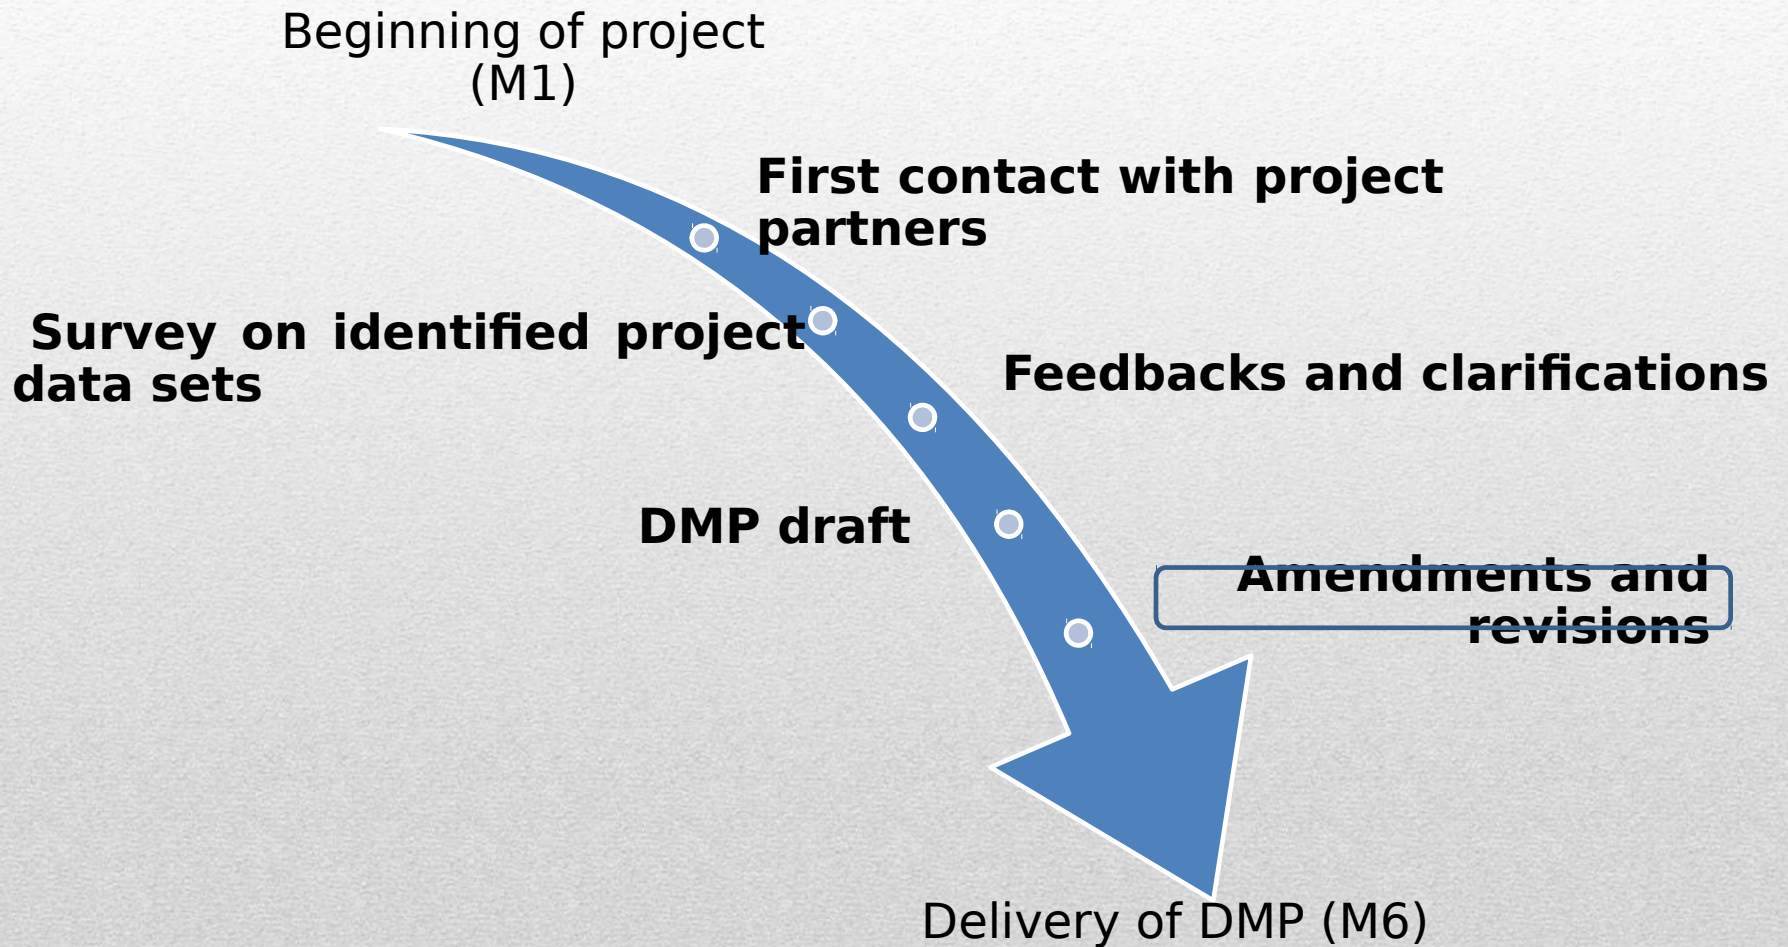 Beginning of project
(M1)
First contact with project
partners
Survey on identified project
data sets
Feedbacks and clarifications
DMP draft
Amendments and
revisions
Delivery of DMP (M6)